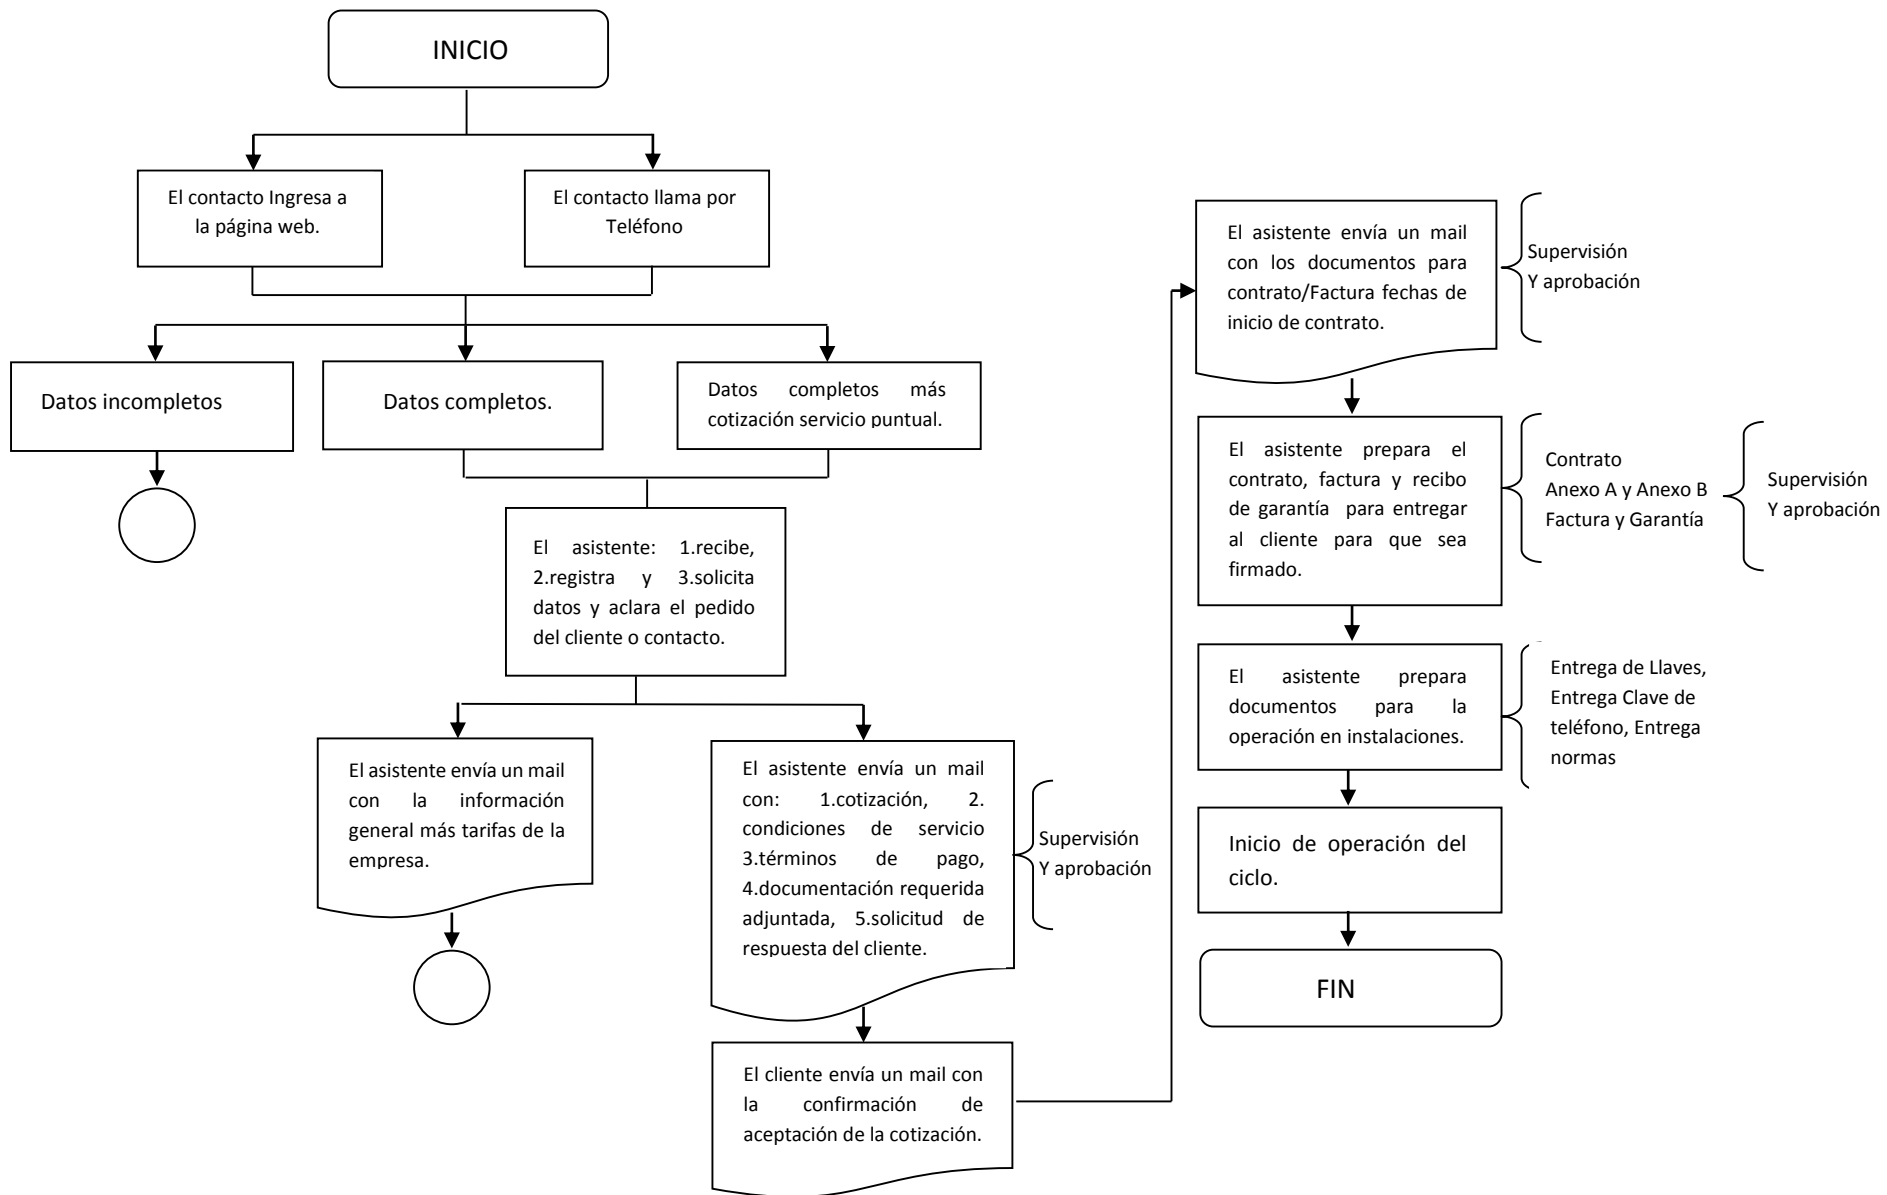 INICIO
El contacto Ingresa a
la página web.
El contacto llama por
Teléfono
Datos incompletos
Datos completos.
Datos completos más
cotización servicio puntual.
El asistente: 1.recibe,
2.registra y 3.solicita
datos y aclara el pedido
del cliente o contacto.
El asistente envía un mail
con la información
general más tarifas de la
empresa.
El asistente envía un mail
con: 1.cotización, 2.
condiciones de servicio
3.términos de pago,
4.documentación requerida
adjuntada, 5.solicitud de
respuesta del cliente.
Supervisión
Y aprobación
El cliente envía un mail con
la confirmación de
aceptación de la cotización.
El asistente envía un mail
con los documentos para
contrato/Factura fechas de
inicio de contrato.
Supervisión
Y aprobación
El asistente prepara el
contrato, factura y recibo
de garantía para entregar
al cliente para que sea
firmado.
Contrato
Anexo A y Anexo B
Factura y Garantía
Supervisión
Y aprobación
El asistente prepara
documentos para la
operación en instalaciones.
Entrega de Llaves,
Entrega Clave de
teléfono, Entrega
normas
Inicio de operación del
ciclo.
FIN